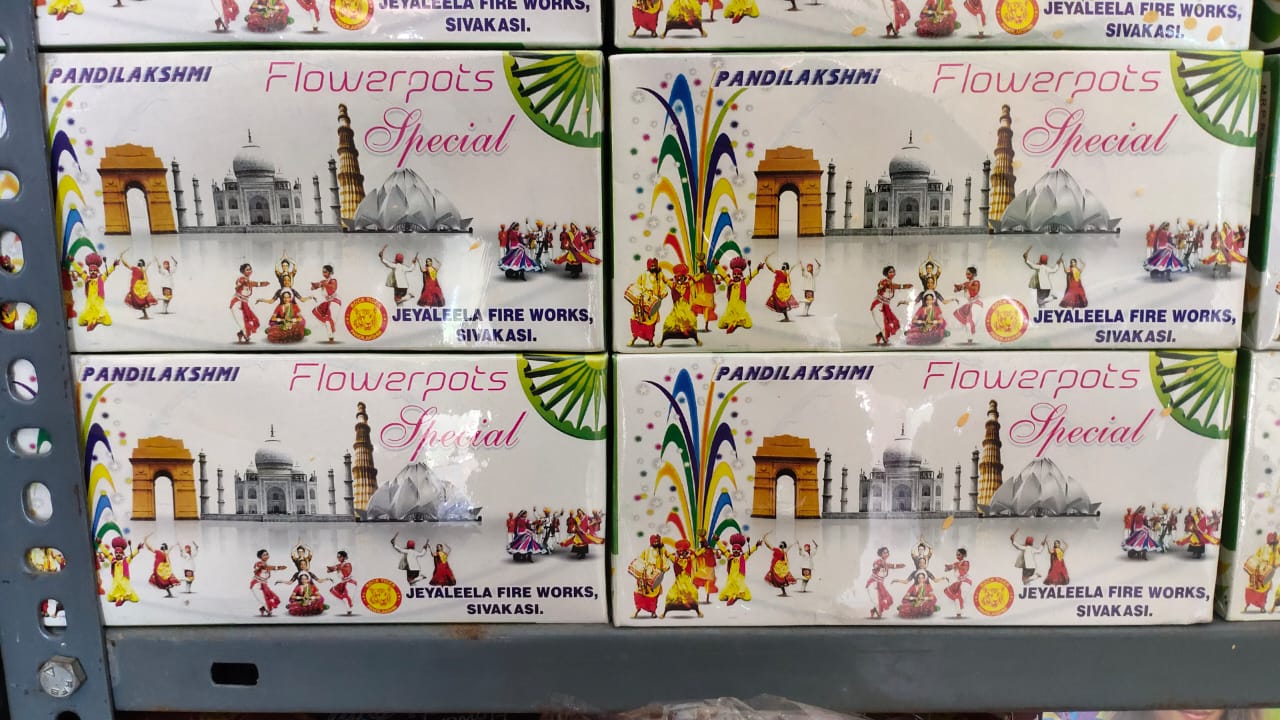 JEYALEELA FIRE WORKS,
SIVAKASI.
JEYALEELA FIRE WORKS,
SIVAKASI.
PANDILAKSHMI
Flowerpots
Special
JEYALEELA FIRE WORKS,
SIVAKASI.
PANDILAKSHMI
Flowerpots
Special
JEYALEELA FIRE WORKS,
SIVAKASI.
PANDILAKSHMI
Flowerpots
Special
JEYALEELA FIRE WORKS,
SIVAKASI.
PANDILAKSHMI
Flowerpots
Special
JEYALEELA FIRE WORKS,
SIVAKASI.